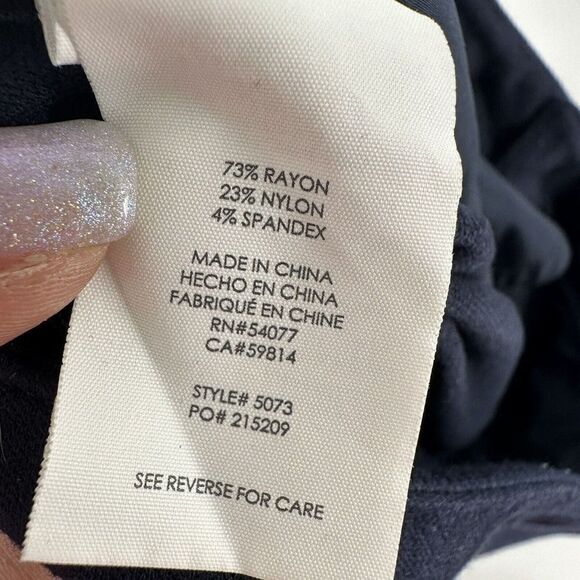 73% RAYON
23% NYLON
4% SPANDEX
MADE IN CHINA
HECHO EN CHINA
FABRIQUÉ EN CHINE
RN#54077
CA#59814
STYLE# 5073
PO# 215209
SEE REVERSE FOR CARE